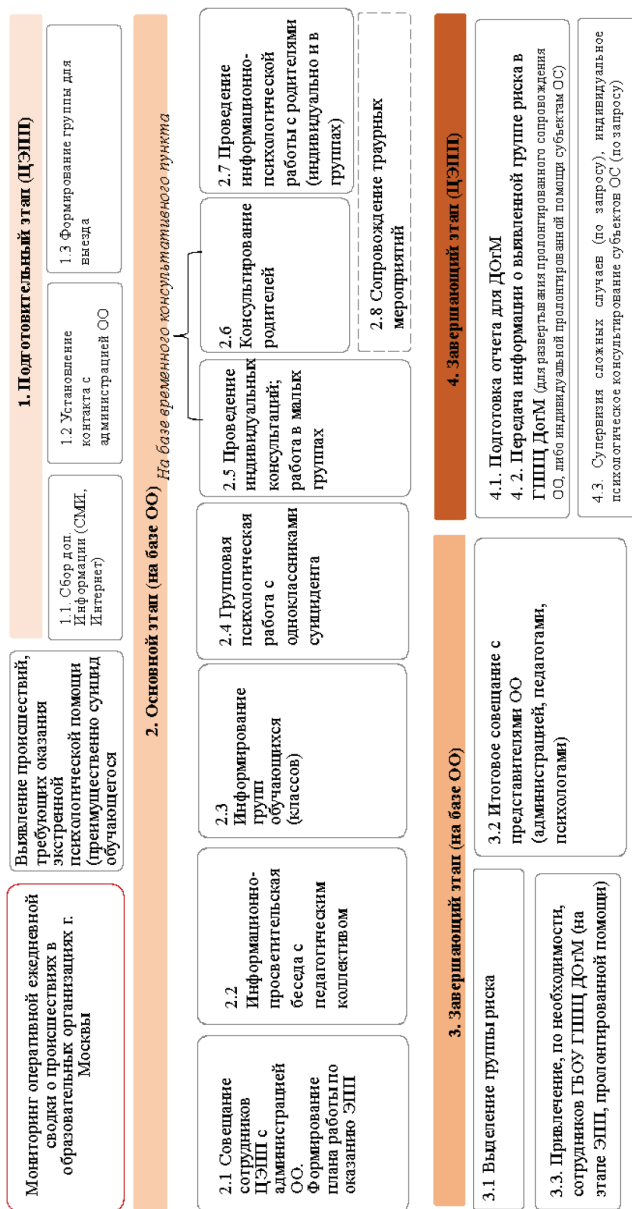 Мониторинг оперативной ежедневной
сводки о происшествиях в
образовательных организациях г.
Москвы
Выявление происшествий,
требующих оказания
экстренной
психологической помощи
(преимущественно суицид
обучающегося
1. Подготовительный этап (ЦЭПП)
1.1. Сбор доп.
Информации (СМИ,
Интернет)
1.2 Установление
контакта с
администрацией ОО
1.3 Формирование группы для
выезда
2. Основной этап (на базе ОО)
На базе временного консультативного пункта
2.1 Совещание
сотрудников
ЦЭПП с
администрацией
ОО.
Формирование
плана работы по
оказанию ЭПП
2.2
Информационно-
просветительская
беседа с
педагогическим
коллективом
2.3
Информирование
групп
обучающихся
(классов)
2.4 Групповая
психологическая
работа с
одноклассниками
суицидента
2.5 Проведение
индивидуальных
консультаций;
работа в малых
группах
2.6
Консультирование
родителей
2.7 Проведение
информационно-
психологической
работы с родителями
(индивидуально и в
группах)
2.8 Сопровождение траурных
мероприятий
3. Завершающий этап (на базе ОО)
3.1 Выделение группы риска
3.2 Итоговое совещание с
представителями ОО
(администрацией, педагогами,
психологами)
3.3. Привлечение, по необходимости,
сотрудников ГБОУ ГППЦ ДОгМ (на
этапе ЭПП, пролонгированной помощи)
4. Завершающий этап (ЦЭПП)
4.1. Подготовка отчета для ДОгМ
4. 2. Передача информации о выявленной группе риска в
ГППЦ ДогМ (для развертывания пролонгированного сопровождения
ОО, либо индивидуальной пролонгированной помощи субъектам ОС)
4.3. Супервизия сложных случаев (по запросу), индивидуальное
психологическое консультирование субъектов ОС (по запросу)